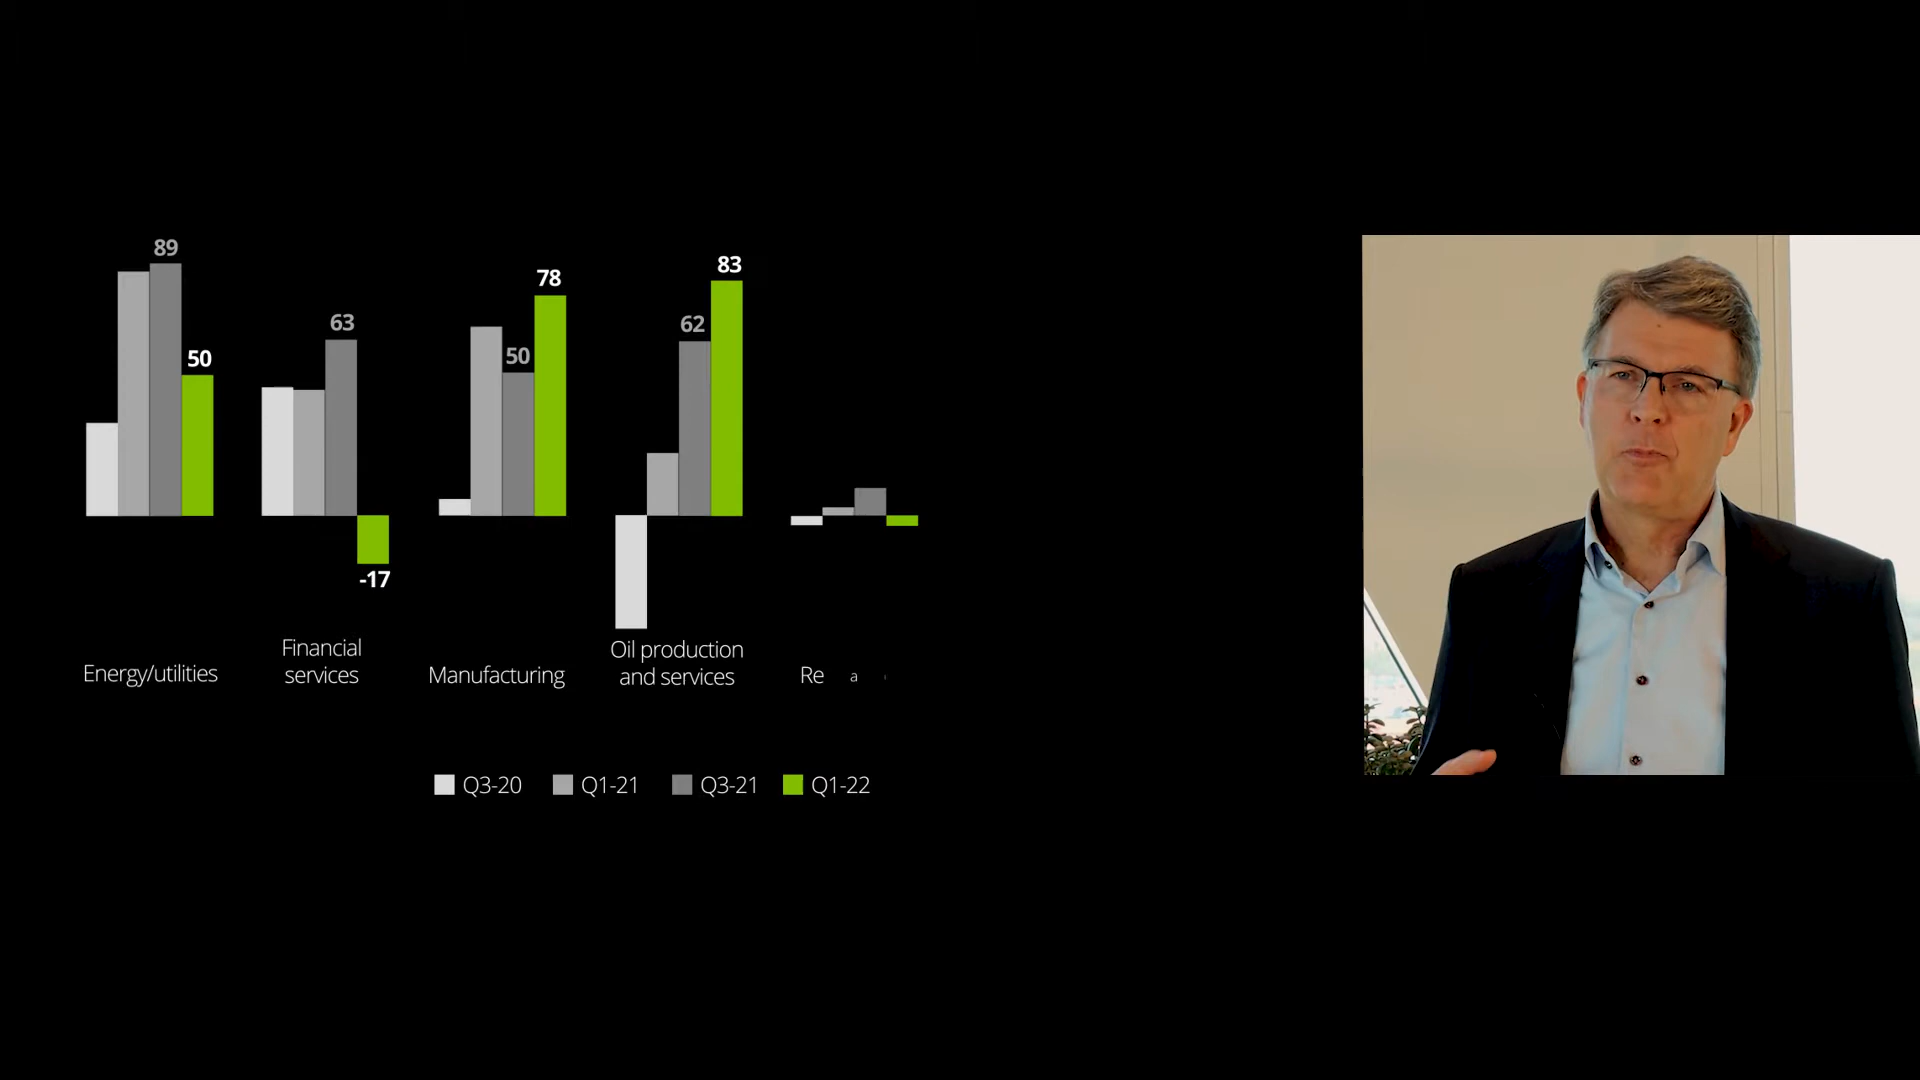 89
50
63
-17
50
78
62
83
Energy/utilities
Financial
services
Manufacturing
Oil production
and services
Re a
Q3-20
Q1-21
Q3-21
Q1-22